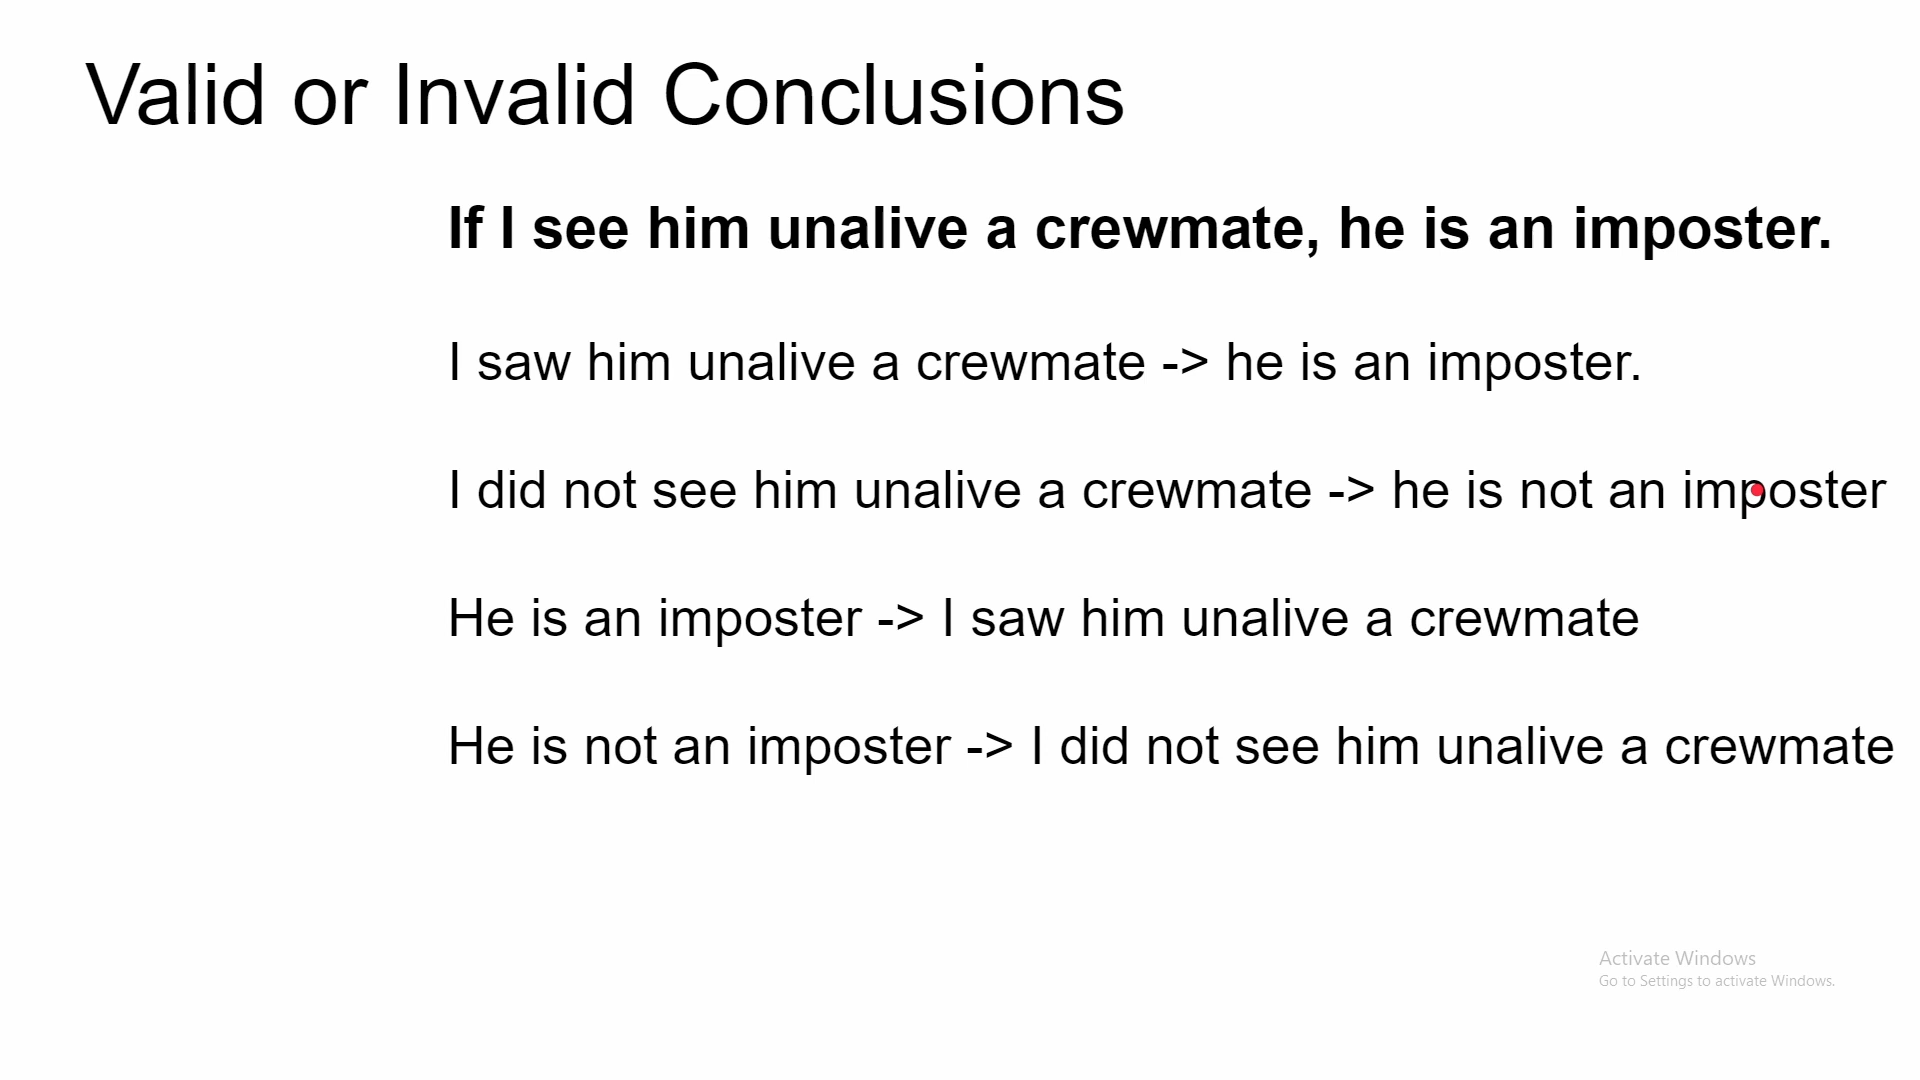 Valid or Invalid Conclusions
If I see him unalive a crewmate, he is an imposter.
I saw him unalive a crewmate -> he is an imposter.
I did not see him unalive a crewmate -> he is not an imposter
He is an imposter -> I saw him unalive a crewmate
He is not an imposter -> I did not see him unalive a crewmate
Activate Windows
Go to Settings to activate Windows.